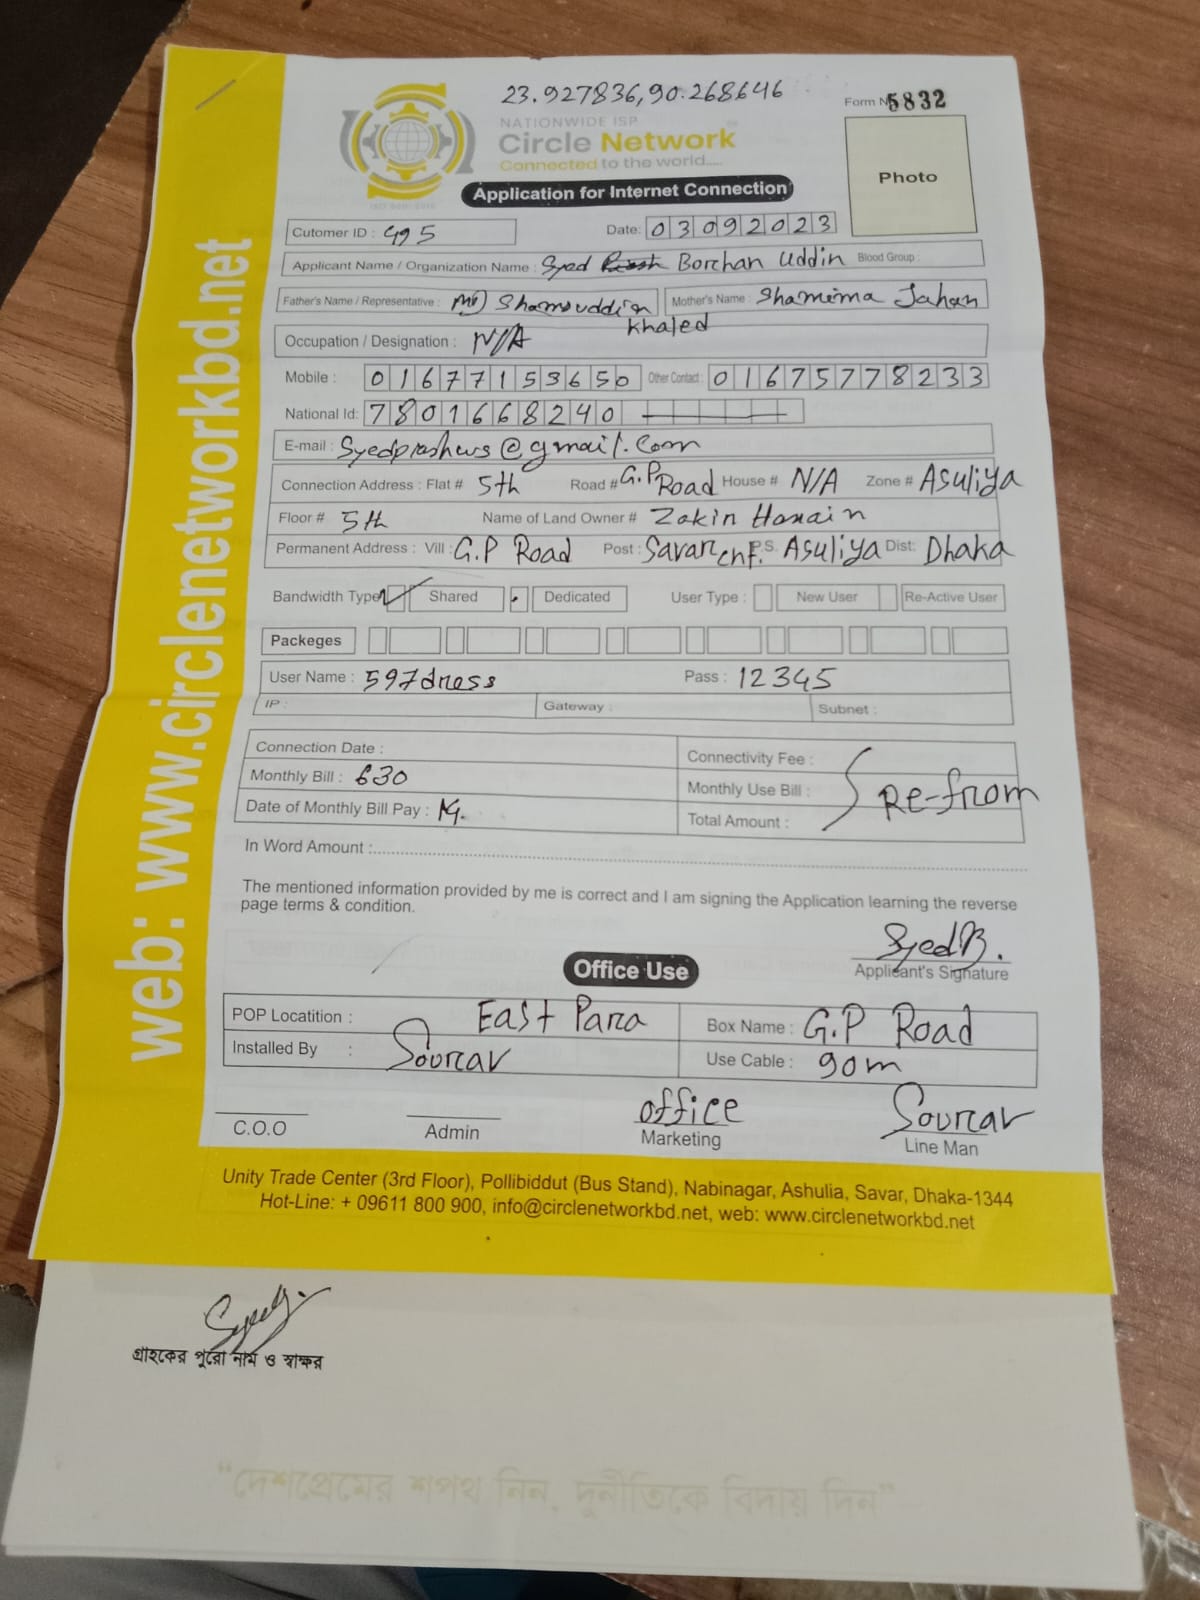 23.927836,90.268646
Form No 5832
NATIONWIDE ISP
Circle Network
Connected to the world.....
Application for Internet Connection
Photo
Cutomer ID : 495 Date: 03092023
Applicant Name / Organization Name : Syed Borchan Uddin Blood Group :
Father's Name / Representative : MD Shamsuddin Khaled Mother's Name : Shamima Jahan
Occupation / Designation : N/A
Mobile : 01677153650 Other Contact : 01675778233
National Id: 7801668240
E-mail : @gmail.com
Connection Address : Flat # 5th Road # G.P Road House # N/A Zone # Asuliya
Floor # 5th Name of Land Owner # Zakin
Permanent Address : Vill : G.P Road Post : Savar P.S. Asuliya Dist: Dhaka
Bandwidth Type Shared Dedicated User Type : New User Re-Active User
Packeges
User Name : 597dress Pass : 12345
IP : Gateway : Subnet :
Connection Date : Connectivity Fee :
Monthly Bill : 630 Monthly Use Bill : Re-from
Date of Monthly Bill Pay : Total Amount :
In Word Amount :
The mentioned information provided by me is correct and I am signing the Application learning the reverse
page terms & condition.
Syed B.
Applicant's Signature
Office Use
POP Locatition : East Para Box Name : G.P Road
Installed By : Sourav Use Cable : 90m
office Sourav
C.O.O Admin Marketing Line Man
Unity Trade Center (3rd Floor), Pollibiddut (Bus Stand), Nabinagar, Ashulia, Savar, Dhaka-1344
Hot-Line: + 09611 800 900, info@circlenetworkbd.net, web: www.circlenetworkbd.net
web: www.circlenetworkbd.net
গ্রাহকের পুরো নাম ও স্বাক্ষর
“দেশপ্রেমের শপথ নিন, দুর্নীতিকে বিদায় দিন”